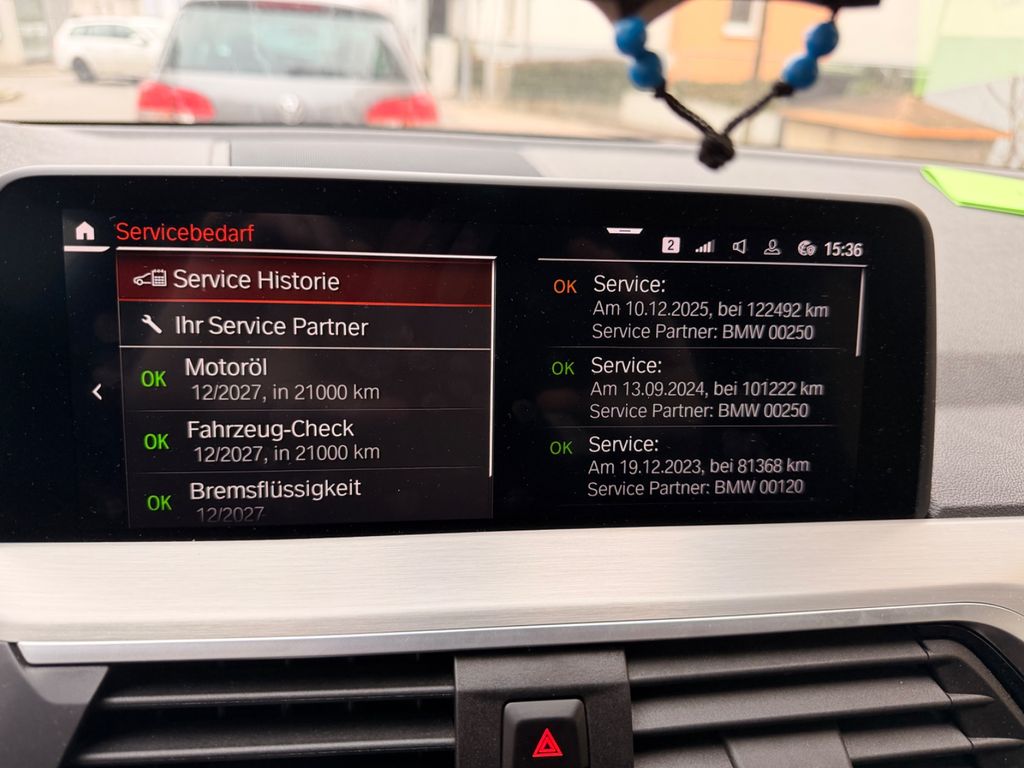 Servicebedarf
2
15:36
Service Historie
Ihr Service Partner
OK
Motoröl
12/2027, in 21000 km
OK
Fahrzeug-Check
12/2027, in 21000 km
OK
Bremsflüssigkeit
12/2027
OK
Service:
Am 10.12.2025, bei 122492 km
Service Partner: BMW 00250
OK
Service:
Am 13.09.2024, bei 101222 km
Service Partner: BMW 00250
OK
Service:
Am 19.12.2023, bei 81368 km
Service Partner: BMW 00120